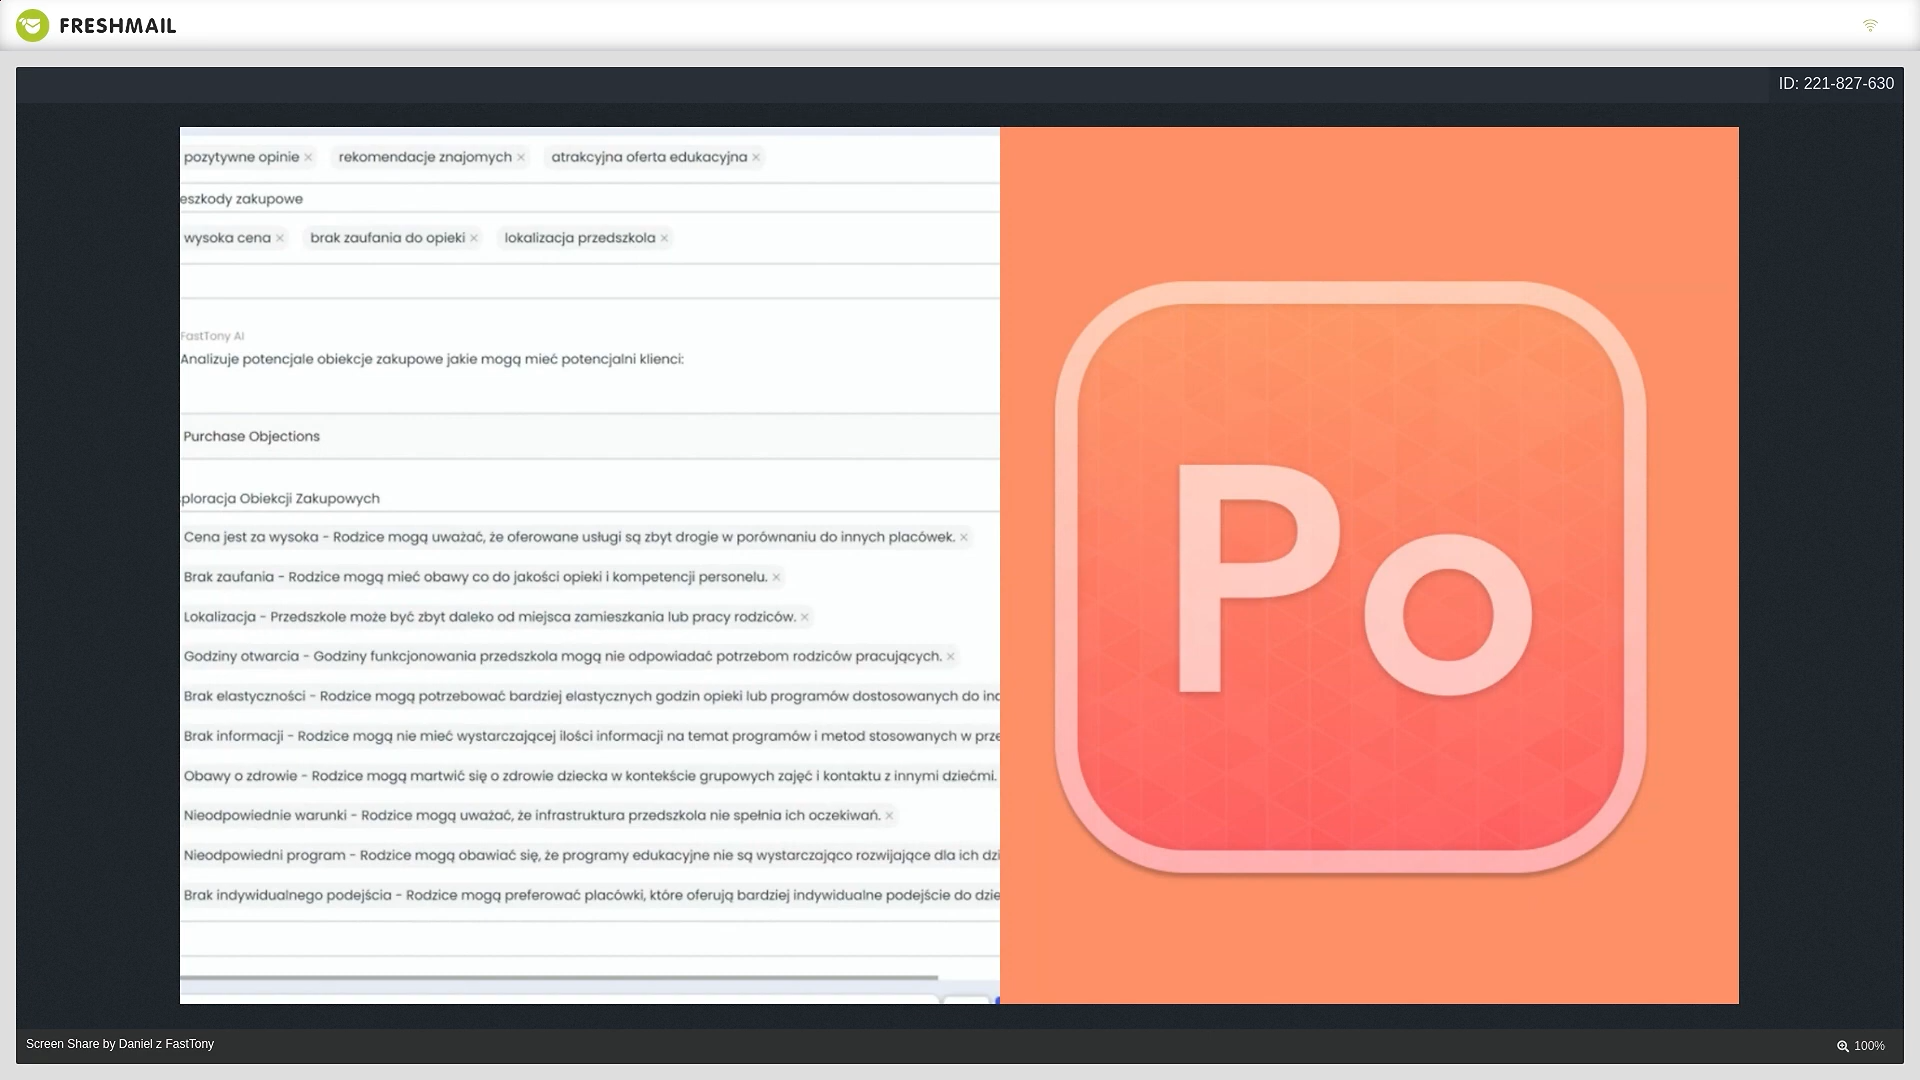 FRESHMAIL
ID: 221-827-630
pozytywne opinie × rekomendacje znajomych × atrakcyjna oferta edukacyjna ×
eszkody zakupowe
wysoka cena × brak zaufania do opieki × lokalizacja przedszkola ×
FastTony AI
Analizuje potencjale obiekcje zakupowe jakie mogą mieć potencjalni klienci:
Purchase Objections
ploracja Obiekcji Zakupowych
Cena jest za wysoka - Rodzice mogą uważać, że oferowane usługi są zbyt drogie w porównaniu do innych placówek. ×
Brak zaufania - Rodzice mogą mieć obawy co do jakości opieki i kompetencji personelu. ×
Lokalizacja - Przedszkole może być zbyt daleko od miejsca zamieszkania lub pracy rodziców. ×
Godziny otwarcia - Godziny funkcjonowania przedszkola mogą nie odpowiadać potrzebom rodziców pracujących. ×
Brak elastyczności - Rodzice mogą potrzebować bardziej elastycznych godzin opieki lub programów dostosowanych do inc
Brak informacji - Rodzice mogą nie mieć wystarczającej ilości informacji na temat programów i metod stosowanych w prze
Obawy o zdrowie - Rodzice mogą martwić się o zdrowie dziecka w kontekście grupowych zajęć i kontaktu z innymi dziećmi.
Nieodpowiednie warunki - Rodzice mogą uważać, że infrastruktura przedszkola nie spełnia ich oczekiwań. ×
Nieodpowiedni program - Rodzice mogą obawiać się, że programy edukacyjne nie są wystarczająco rozwijające dla ich dzi
Brak indywidualnego podejścia - Rodzice mogą preferować placówki, które oferują bardziej indywidualne podejście do dzie
Po
Screen Share by Daniel z FastTony
100%